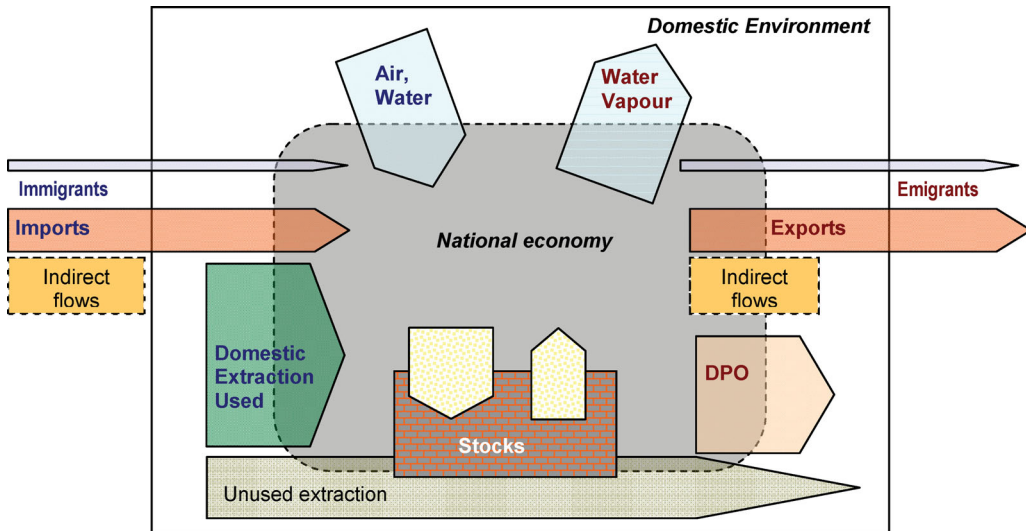 Domestic Environment
Air,
Water
Water
Vapour
Immigrants
Emigrants
Imports
National economy
Exports
Indirect
flows
Indirect
flows
Domestic
Extraction
Used
DPO
Stocks
Unused extraction